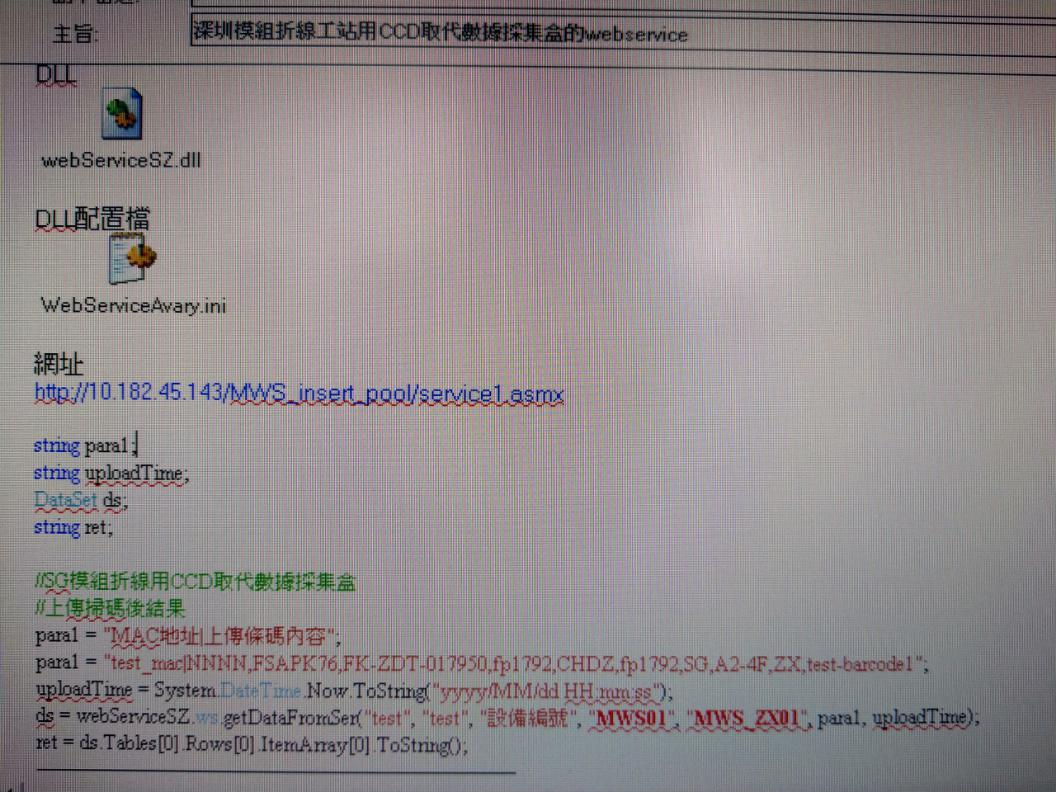 主旨:
深圳模組折線工站用CCD取代數據採集盒的webservice
DLL
webServiceSZ.dll
DLL配置檔
WebServiceAvary.ini
網址
http://10.182.45.143/MWS_insert_pool/service1.asmx
string para1;
string uploadTime;
DataSet ds;
string ret;
//SG模組折線用CCD取代數據採集盒
//上傳掃碼後結果
para1 = "MAC地址|上傳條碼內容";
para1 = "test_mac|NNNN,FSAPK76,FK-ZDT-017950,fp1792,CHDZ,fp1792,SG,A2-4F,ZX,test-barcode1";
uploadTime = System.DateTime.Now.ToString("yyyy/MM/dd HH:mm:ss");
ds = webServiceSZ.ws.getDataFromSer("test", "test", "設備編號", "MWS01", "MWS_ZX01", para1, uploadTime);
ret = ds.Tables[0].Rows[0].ItemArray[0].ToString();